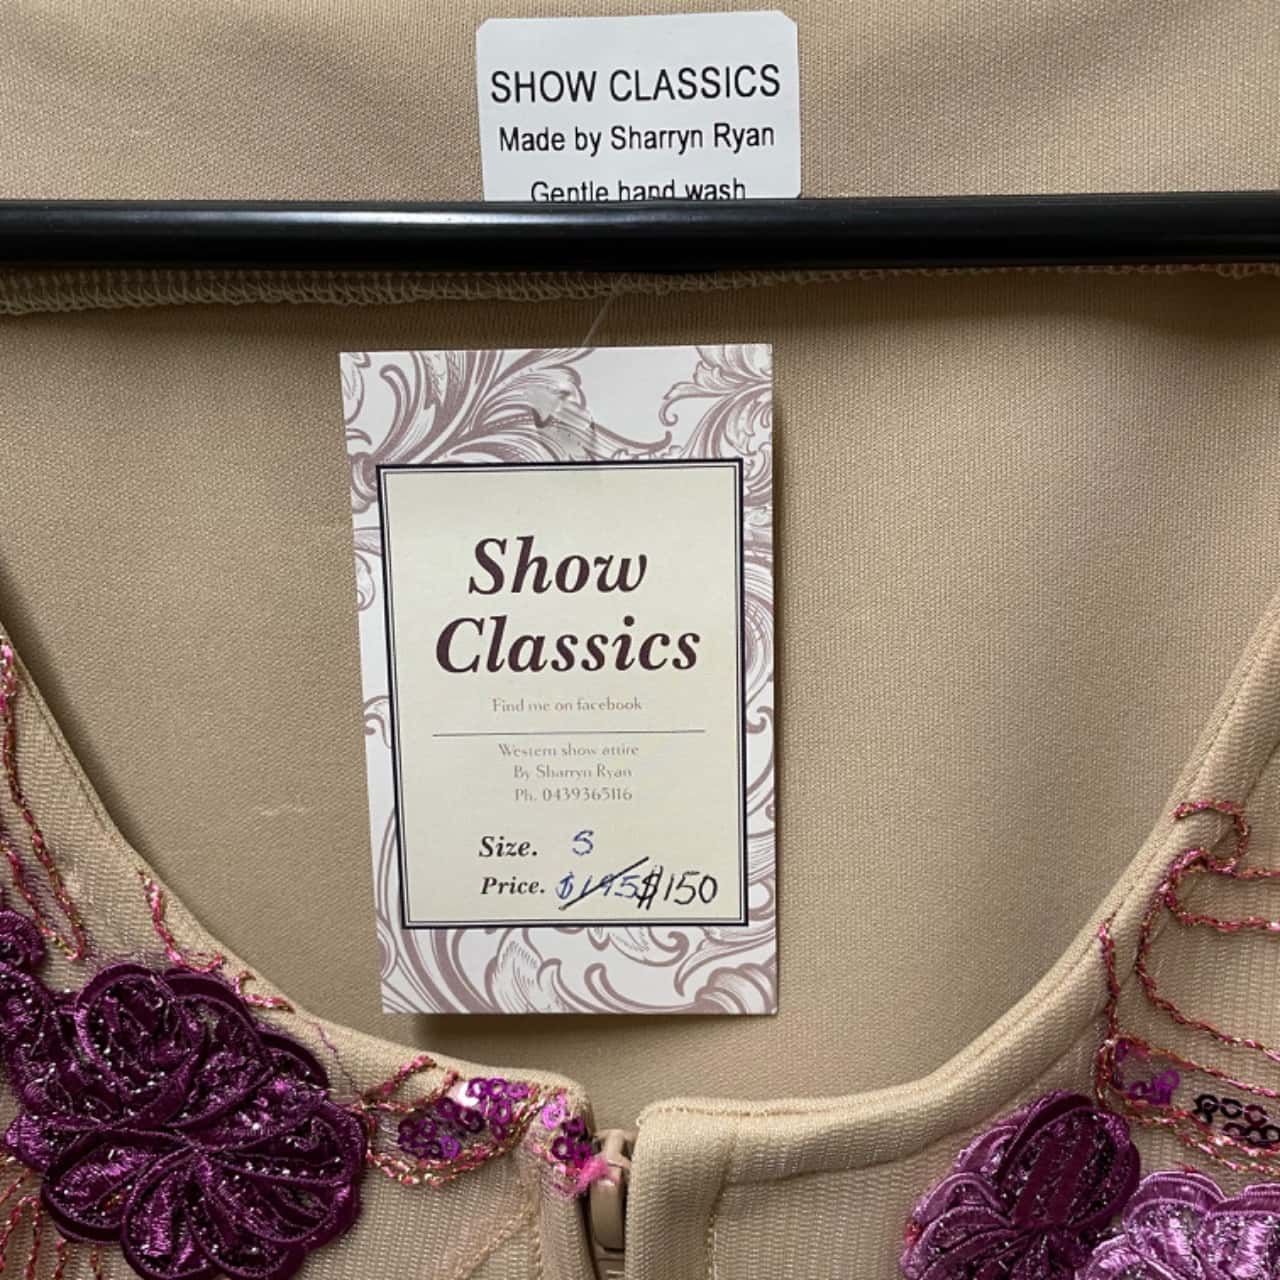 SHOW CLASSICS
Made by Sharryn Ryan
Gentle hand wash
Show
Classics
Find me on facebook
Western show attire
By Sharryn Ryan
Ph. 0439365116
Size. S
Price. $195 $150